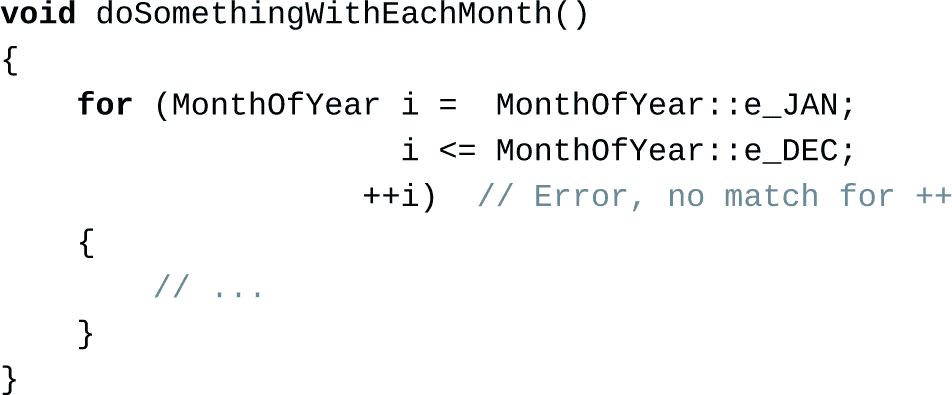 void doSomethingWithEachMonth()
{
    for (MonthOfYear i =  MonthOfYear::e_JAN;
                     i <= MonthOfYear::e_DEC;
                   ++i)  // Error, no match for ++
    {
        // ...
    }
}